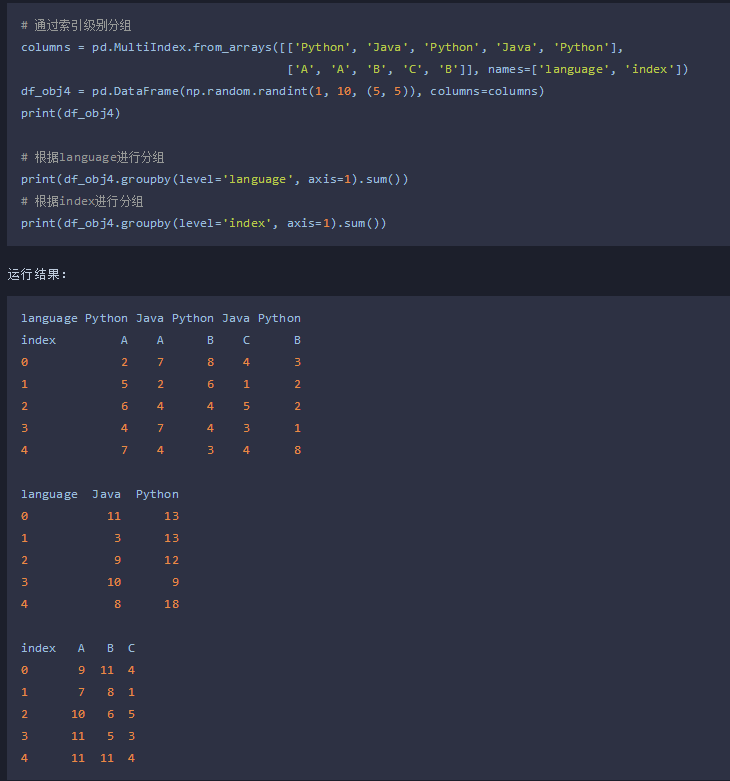 # 通过索引级别分组
columns = pd.MultiIndex.from_arrays([['Python', 'Java', 'Python', 'Java', 'Python'],
['A', 'A', 'B', 'C', 'B']], names=['language', 'index'])
df_obj4 = pd.DataFrame(np.random.randint(1, 10, (5, 5)), columns=columns)
print(df_obj4)
# 根据language进行分组
print(df_obj4.groupby(level='language', axis=1).sum())
# 根据index进行分组
print(df_obj4.groupby(level='index', axis=1).sum())
运行结果：
language Python Java Python Java Python
index A A B C B
0 2 7 8 4 3
1 5 2 6 1 2
2 6 4 4 5 2
3 4 7 4 3 1
4 7 4 3 4 8
language Java Python
0 11 13
1 3 13
2 9 12
3 10 9
4 8 18
index A B C
0 9 11 4
1 7 8 1
2 10 6 5
3 11 5 3
4 11 11 4